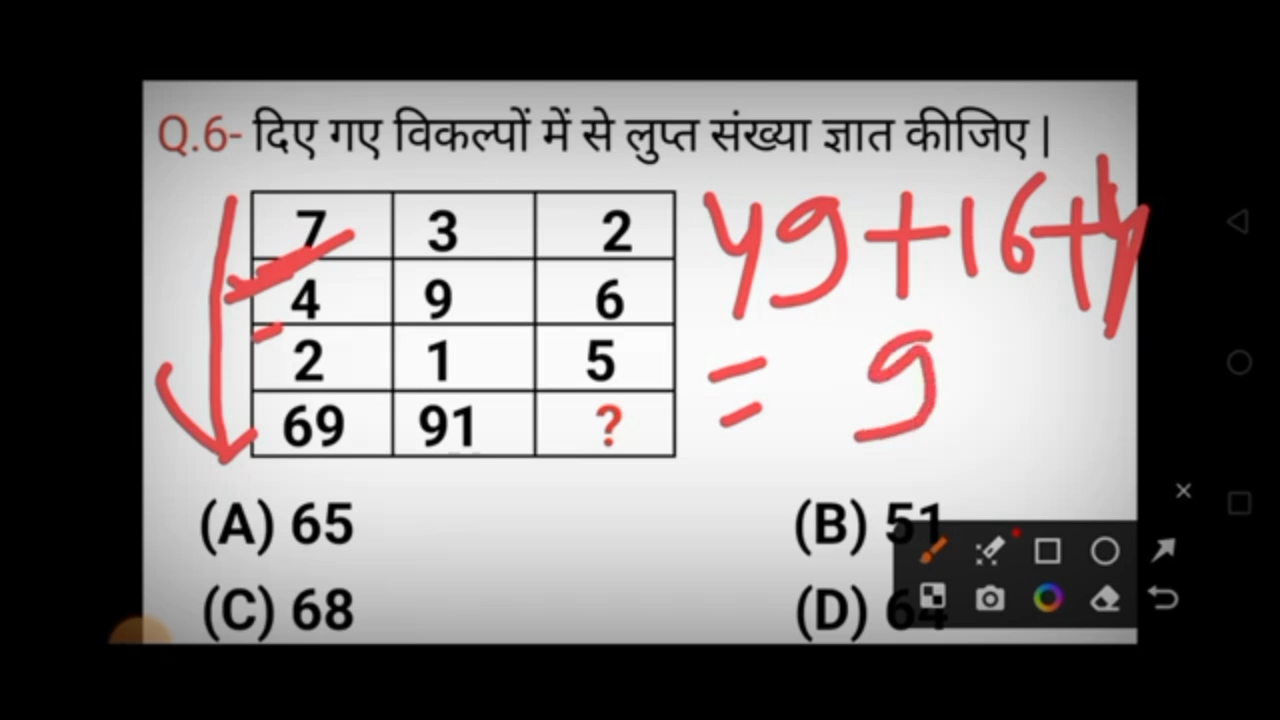 Q.6- दिए गए विकल्पों में से लुप्त संख्या ज्ञात कीजिए |
7 3 2 49+16+4
4 9 6
2 1 5 = 9
69 91 ?
(A) 65 (B) 51
(C) 68 (D) 64